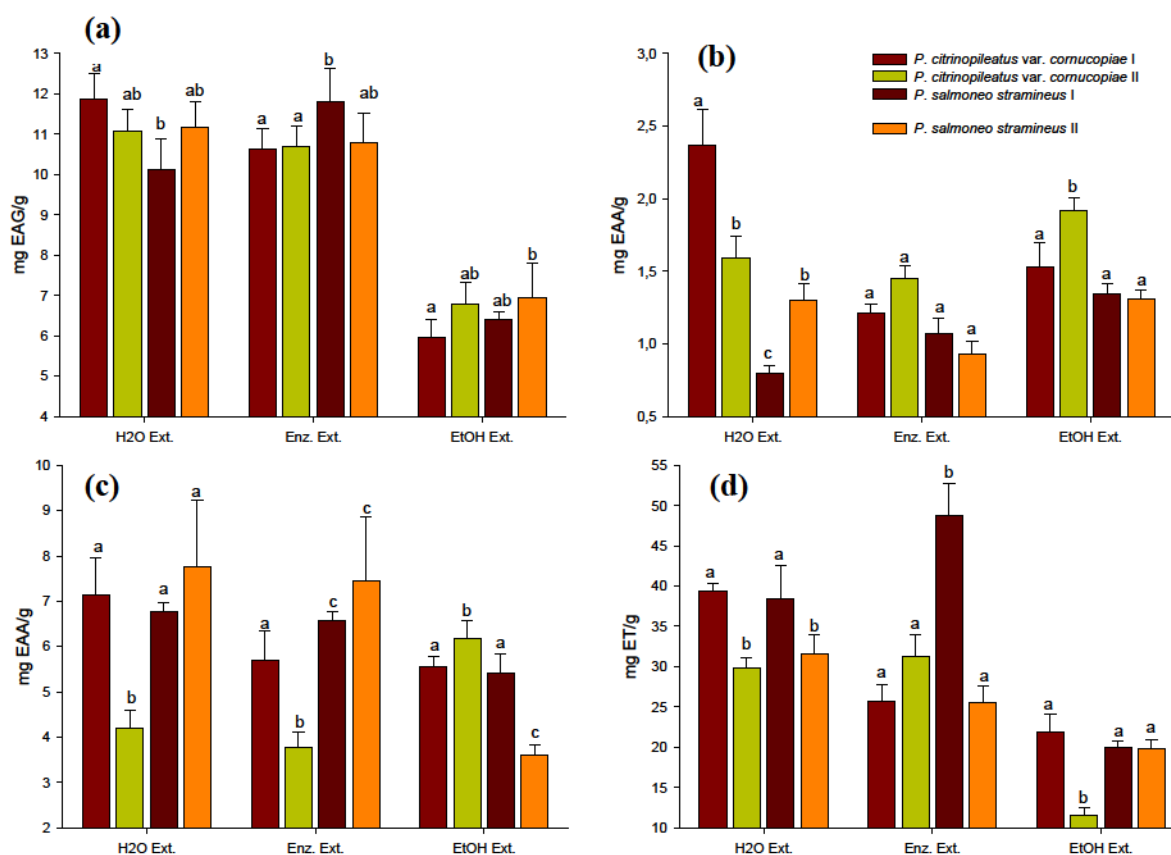 (a)
mg EAG/g
13
12
11
10
9
8
7
6
5
4
a ab b ab
a a b ab
a ab ab b
H2O Ext. Enz. Ext. EtOH Ext.
(b)
P. citrinopileatus var. cornucopiae I
P. citrinopileatus var. cornucopiae II
P. salmoneo stramineus I
P. salmoneo stramineus II
mg EAA/g
3,0
2,5
2,0
1,5
1,0
0,5
a b c b
a a a a
a b a a
H2O Ext. Enz. Ext. EtOH Ext.
(c)
mg EAA/g
10
9
8
7
6
5
4
3
2
a b a a
a b c c
a b a c
H2O Ext. Enz. Ext. EtOH Ext.
(d)
mg ET/g
55
50
45
40
35
30
25
20
15
10
a b a b
a a b a
a b a a
H2O Ext. Enz. Ext. EtOH Ext.